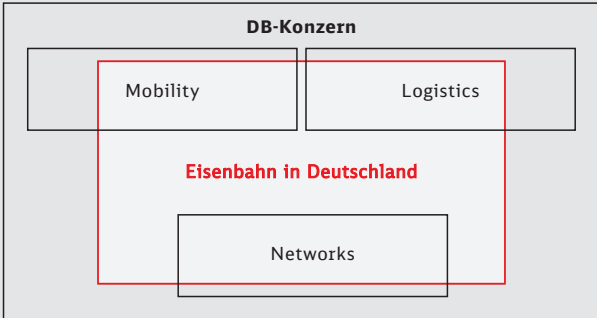 DB-Konzern
Mobility
Logistics
Eisenbahn in Deutschland
Networks